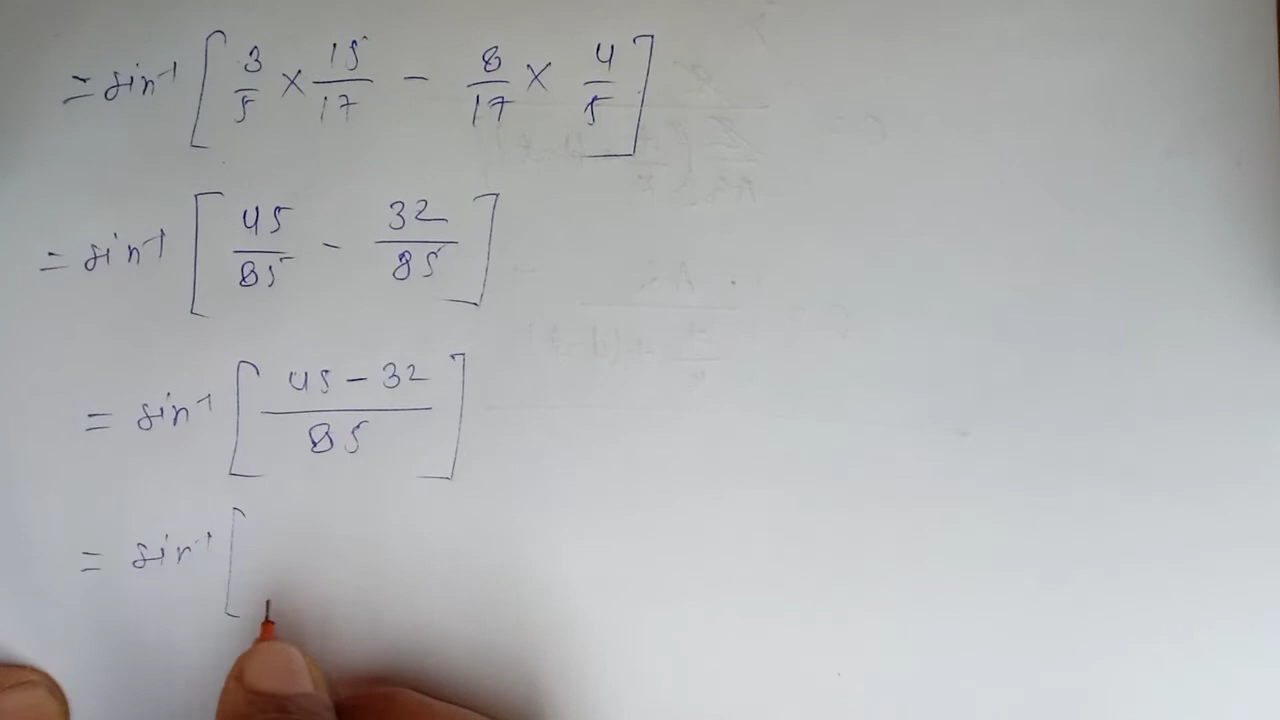 = sin⁻¹ [ 3/5 × 15/17 − 8/17 × 4/5 ]
= sin⁻¹ [ 45/85 − 32/85 ]
= sin⁻¹ [ 45 − 32 / 85 ]
= sin⁻¹ [